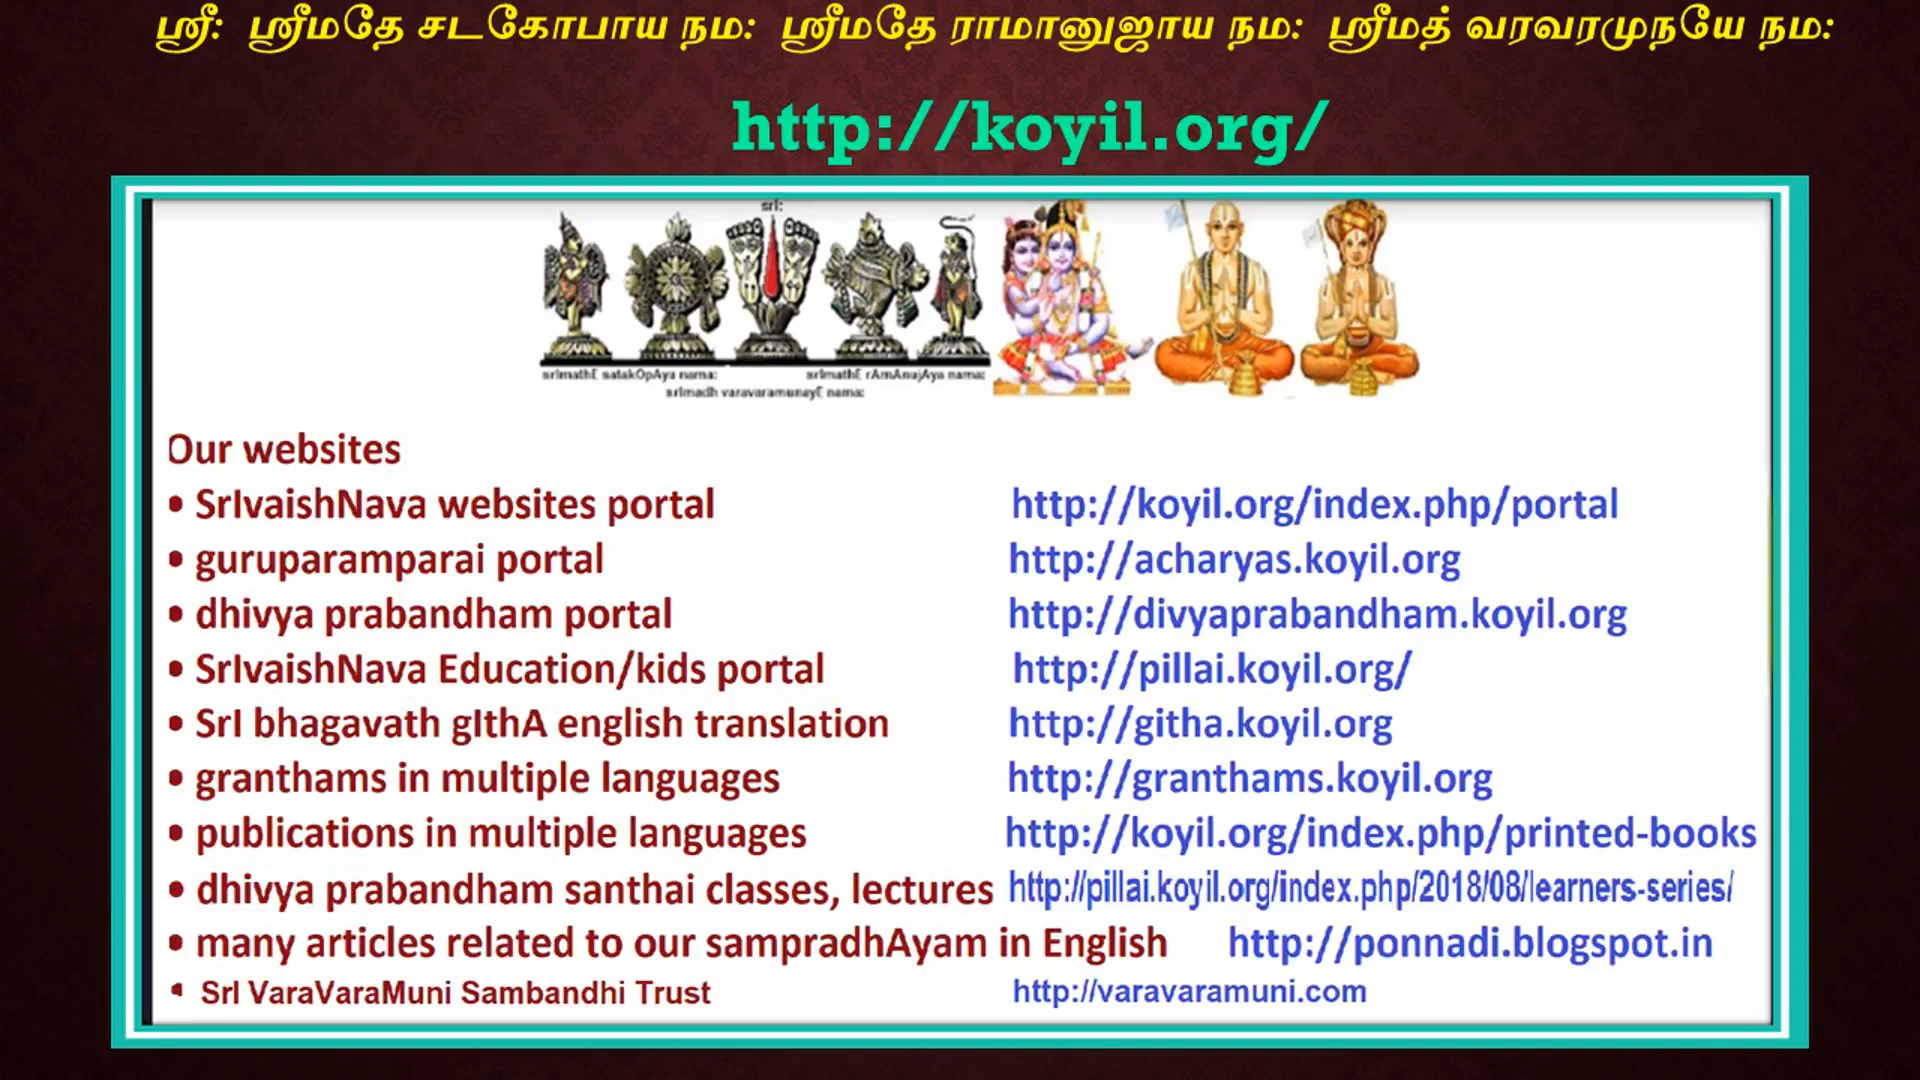 ஸ்ரீ: ஸ்ரீமதே சடகோபாய நம: ஸ்ரீமதே ராமானுஜாய நம: ஸ்ரீமத் வரவரமுநயே நம:
http://koyil.org/
srI:
srImathE satakOpAya nama: srImathE rAmAnujAya nama:
srImadh varavaramunayE nama:
Our websites
• SrIvaishNava websites portal http://koyil.org/index.php/portal
• guruparamparai portal http://acharyas.koyil.org
• dhivya prabandham portal http://divyaprabandham.koyil.org
• SrIvaishNava Education/kids portal http://pillai.koyil.org/
• SrI bhagavath gIthA english translation http://githa.koyil.org
• granthams in multiple languages http://granthams.koyil.org
• publications in multiple languages http://koyil.org/index.php/printed-books
• dhivya prabandham santhai classes, lectures http://pillai.koyil.org/index.php/2018/08/learners-series/
• many articles related to our sampradhAyam in English http://ponnadi.blogspot.in
• SrI VaraVaraMuni Sambandhi Trust http://varavaramuni.com